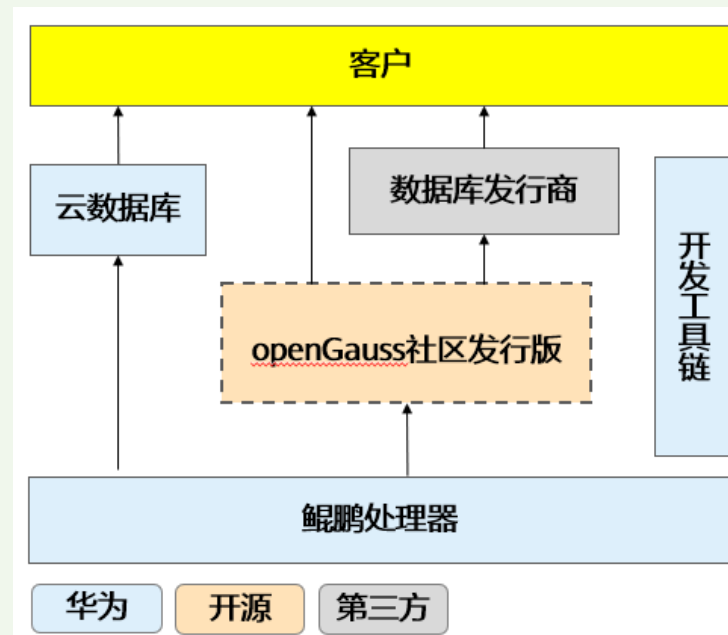 客户
云数据库
数据库发行商
开发工具链
openGauss社区发行版
鲲鹏处理器
华为
开源
第三方